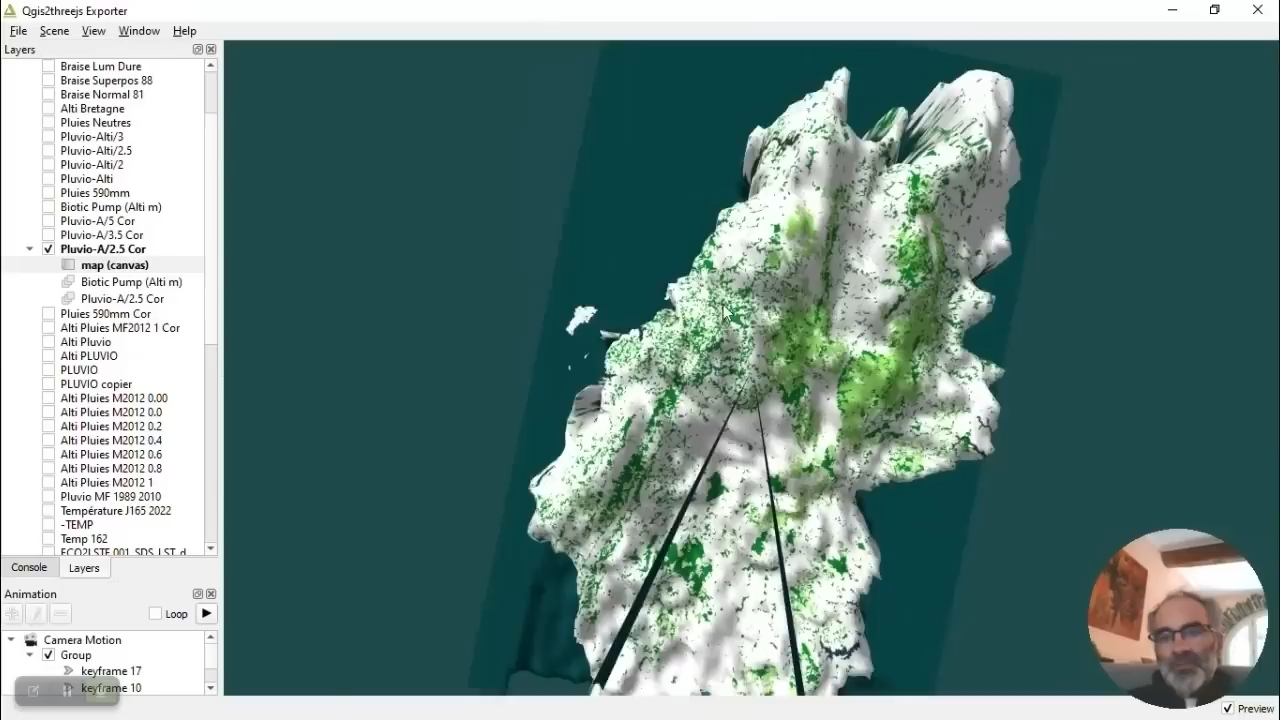 Qgis2threejs Exporter
File Scene View Window Help
Layers
Braise Lum Dure
Braise Superpos 88
Braise Normal 81
Alti Bretagne
Pluies Neutres
Pluvio-Alti/3
Pluvio-Alti/2.5
Pluvio-Alti/2
Pluvio-Alti
Pluies 590mm
Biotic Pump (Alti m)
Pluvio-A/5 Cor
Pluvio-A/3.5 Cor
Pluvio-A/2.5 Cor
map (canvas)
Biotic Pump (Alti m)
Pluvio-A/2.5 Cor
Pluies 590mm Cor
Alti Pluies MF2012 1 Cor
Alti Pluvio
Alti PLUVIO
PLUVIO
PLUVIO copier
Alti Pluies M2012 0.00
Alti Pluies M2012 0.0
Alti Pluies M2012 0.2
Alti Pluies M2012 0.4
Alti Pluies M2012 0.6
Alti Pluies M2012 0.8
Alti Pluies M2012 1
Pluvio MF 1989 2010
Température J165 2022
-TEMP
Temp 162
Console Layers
Animation
Loop
Camera Motion
Group
keyframe 17
keyframe 10
Preview